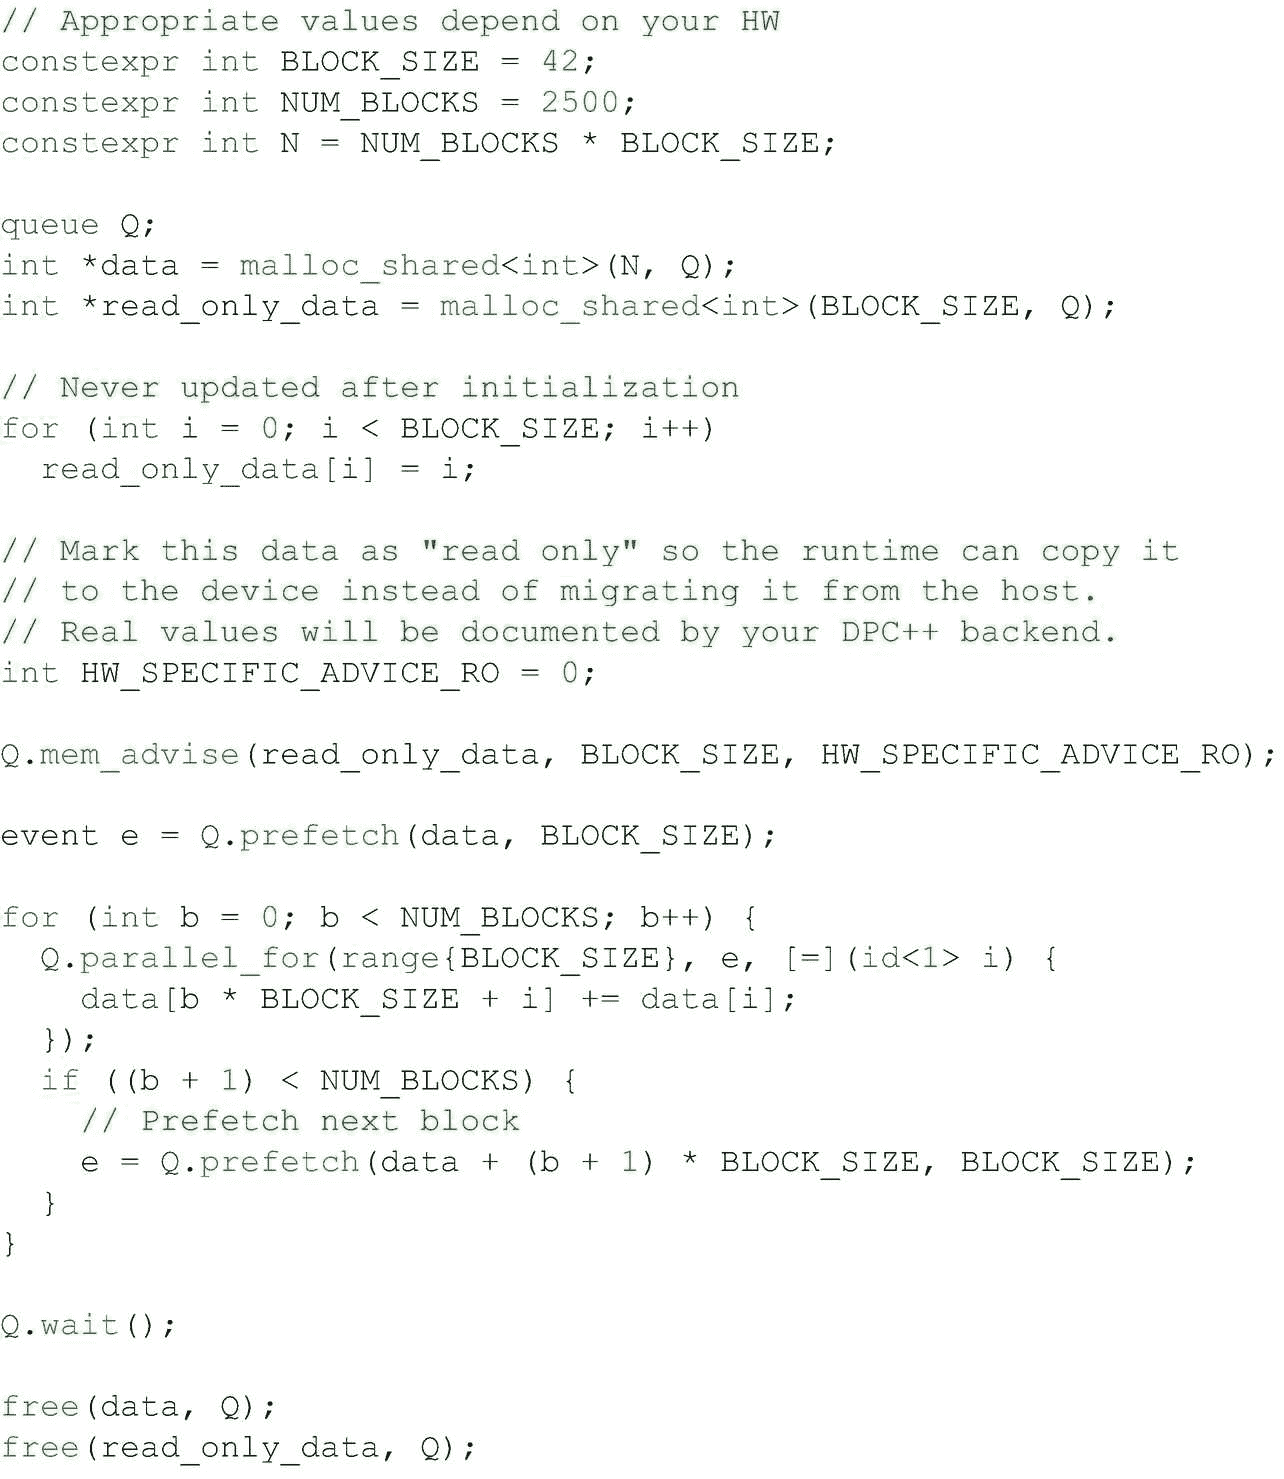 // Appropriate values depend on your HW
constexpr int BLOCK_SIZE = 42;
constexpr int NUM_BLOCKS = 2500;
constexpr int N = NUM_BLOCKS * BLOCK_SIZE;

queue Q;
int *data = malloc_shared<int>(N, Q);
int *read_only_data = malloc_shared<int>(BLOCK_SIZE, Q);

// Never updated after initialization
for (int i = 0; i < BLOCK_SIZE; i++)
  read_only_data[i] = i;

// Mark this data as "read only" so the runtime can copy it
// to the device instead of migrating it from the host.
// Real values will be documented by your DPC++ backend.
int HW_SPECIFIC_ADVICE_RO = 0;

Q.mem_advise(read_only_data, BLOCK_SIZE, HW_SPECIFIC_ADVICE_RO);

event e = Q.prefetch(data, BLOCK_SIZE);

for (int b = 0; b < NUM_BLOCKS; b++) {
  Q.parallel_for(range{BLOCK_SIZE}, e, [=](id<1> i) {
    data[b * BLOCK_SIZE + i] += data[i];
  });
  if ((b + 1) < NUM_BLOCKS) {
    // Prefetch next block
    e = Q.prefetch(data + (b + 1) * BLOCK_SIZE, BLOCK_SIZE);
  }
}

Q.wait();

free(data, Q);
free(read_only_data, Q);